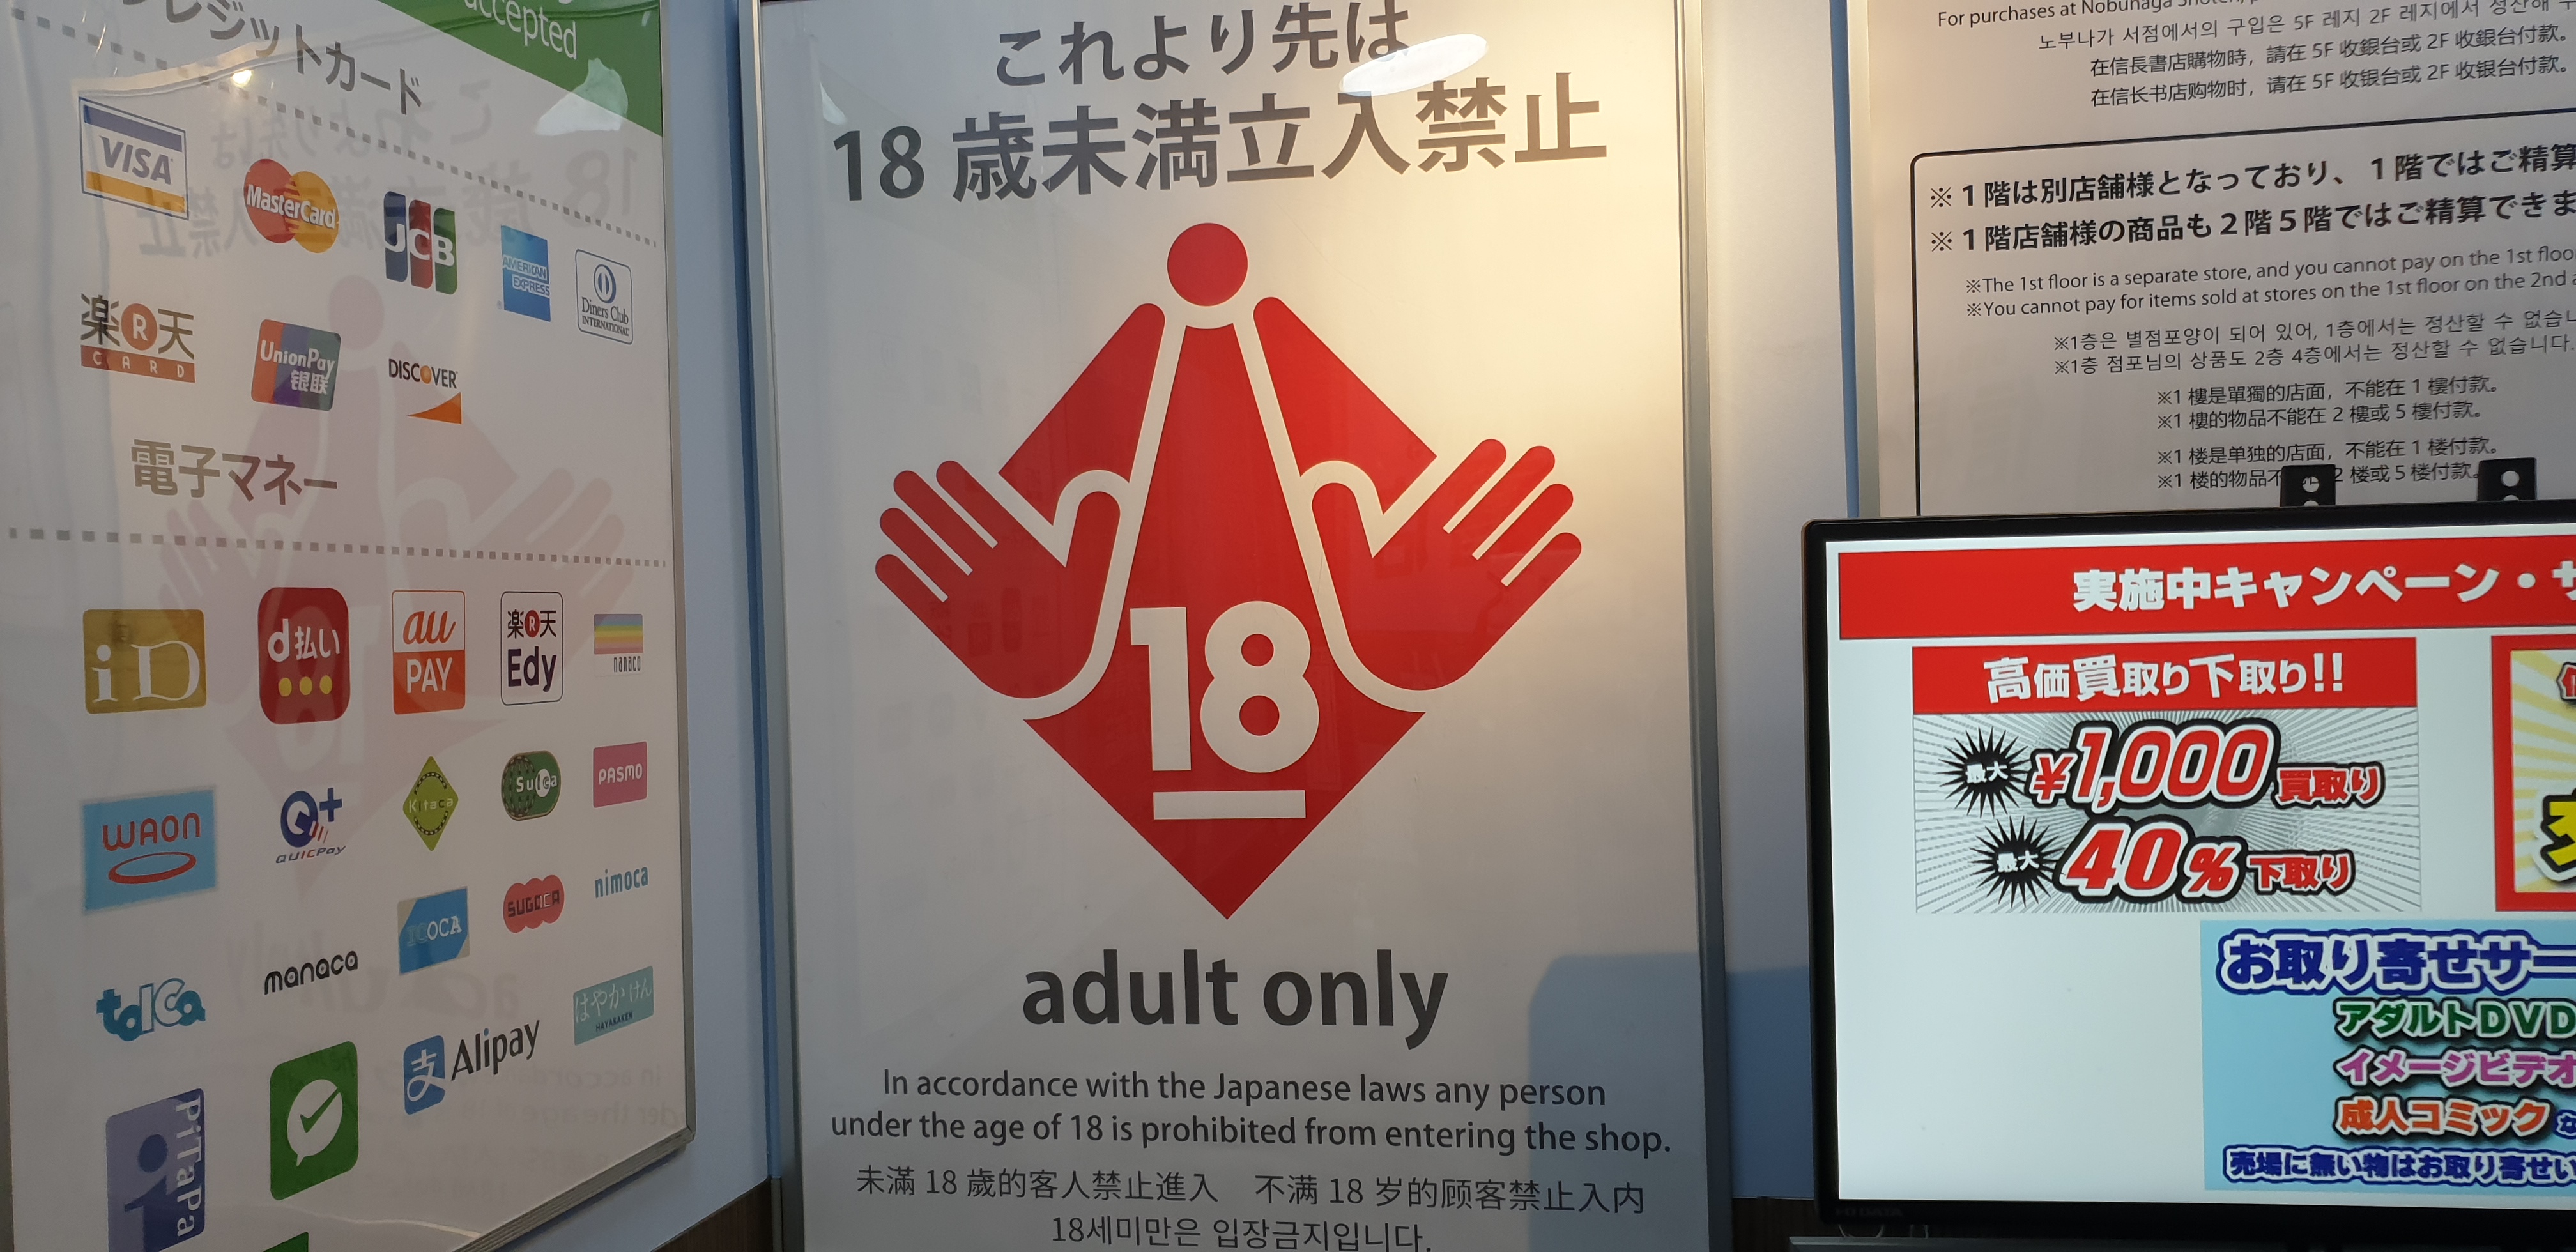 レジットカード
accepted
VISA
MasterCard
JCB
AMERICAN EXPRESS
Diners Club INTERNATIONAL
楽R天
CARD
UnionPay
银联
DISCOVER
電子マネー
iD
d払い
au PAY
楽R天 Edy
nanaco
WAON
Q+
QUICPay
Kitaca
Suica
PASMO
toICa
manaca
ICOCA
SUGOCA
nimoca
PiTaPa
Alipay
はやかけん
HAYAKAKEN
これより先は
18 歳未満立入禁止
18
adult only
In accordance with the Japanese laws any person
under the age of 18 is prohibited from entering the shop.
未滿 18 歲的客人禁止進入 不满 18 岁的顾客禁止入内
18세미만은 입장금지입니다.
For purchases at Nobunaga
노부나가 서점에서의 구입은 5F 레지 2F 레지에서 정산해
在信長書店購物時，請在 5F 收銀台或 2F 收銀台付款。
在信长书店购物时，请在 5F 收银台或 2F 收银台付款。
※１階は別店舗様となっており、１階ではご精算
※１階店舗様の商品も２階５階ではご精算できま
※The 1st floor is a separate store, and you cannot pay on the 1st floo
※You cannot pay for items sold at stores on the 1st floor on the 2nd
※1층은 별점포양이 되어 있어, 1층에서는 정산할 수 없습니
※1층 점포님의 상품도 2층 4층에서는 정산할 수 없습니다.
※1 樓是單獨的店面，不能在 1 樓付款。
※1 樓的物品不能在 2 樓或 5 樓付款。
※1 楼是单独的店面，不能在 1 楼付款。
※1 楼的物品不 2 楼或 5 楼付款。
実施中キャンペーン・サ
高価買取り下取り!!
最大 ¥1,000 買取り
最大 40% 下取り
お取り寄せサー
アダルトDVD
イメージビデオ
成人コミック な
売場に無い物はお取り寄せい